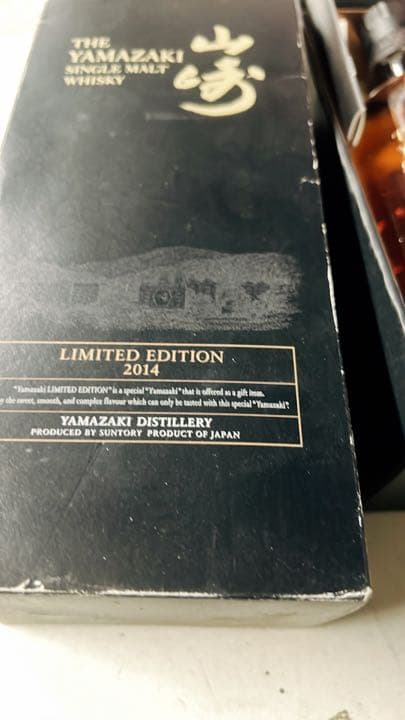 THE
YAMAZAKI
SINGLE MALT
WHISKY
山崎
LIMITED EDITION
2014
"Yamazaki LIMITED EDITION" is a special "Yamazaki" that is offered as a gift item.
the sweet, smooth, and complex flavour which can only be tasted with this special "Yamazaki".
YAMAZAKI DISTILLERY
PRODUCED BY SUNTORY PRODUCT OF JAPAN